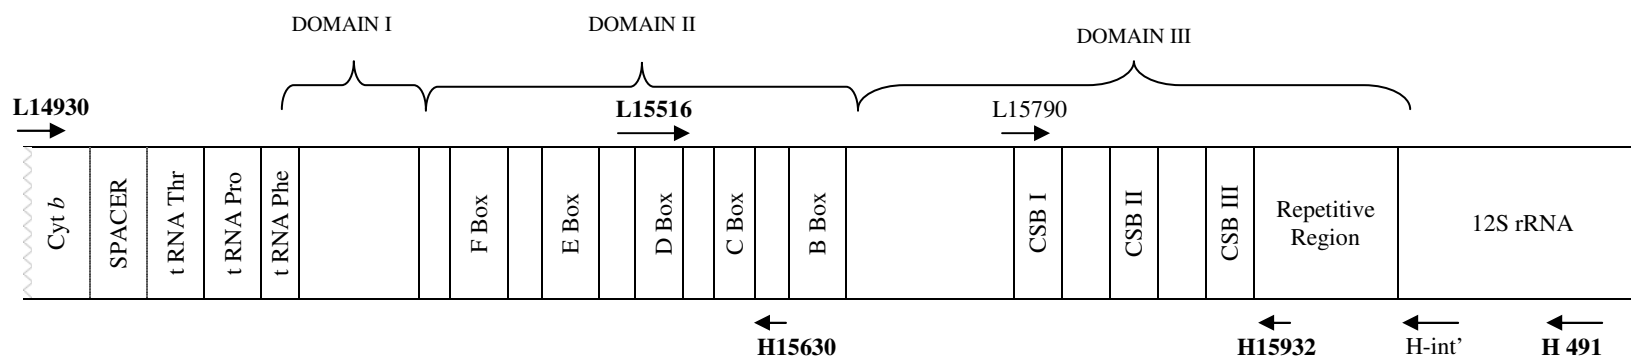 DOMAIN I
DOMAIN II
DOMAIN III
L14930
L15516
L15790
Cyt b
SPACER
t RNA Thr
t RNA Pro
t RNA Phe
F Box
E Box
D Box
C Box
B Box
CSB I
CSB II
CSB III
Repetitive
Region
12S rRNA
H15630
H15932
H-int’
H 491